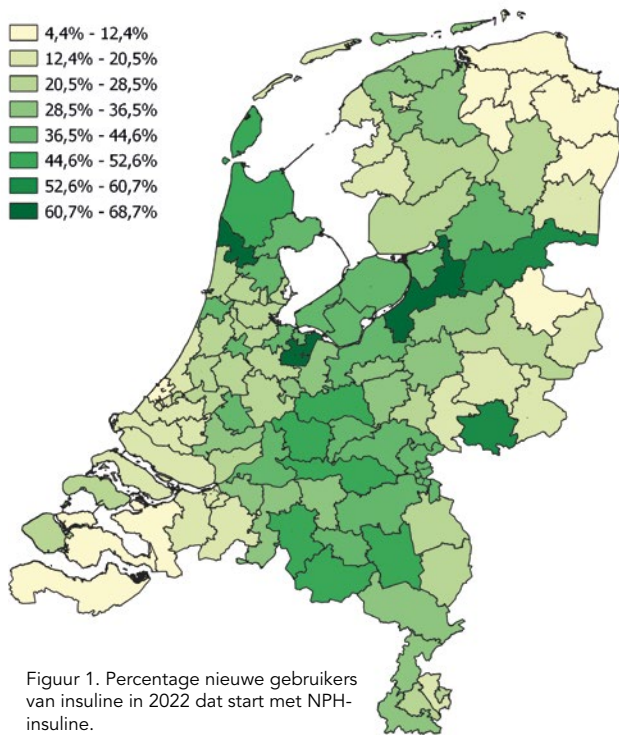 4,4% - 12,4%
12,4% - 20,5%
20,5% - 28,5%
28,5% - 36,5%
36,5% - 44,6%
44,6% - 52,6%
52,6% - 60,7%
60,7% - 68,7%
Figuur 1. Percentage nieuwe gebruikers
van insuline in 2022 dat start met NPH-
insuline.